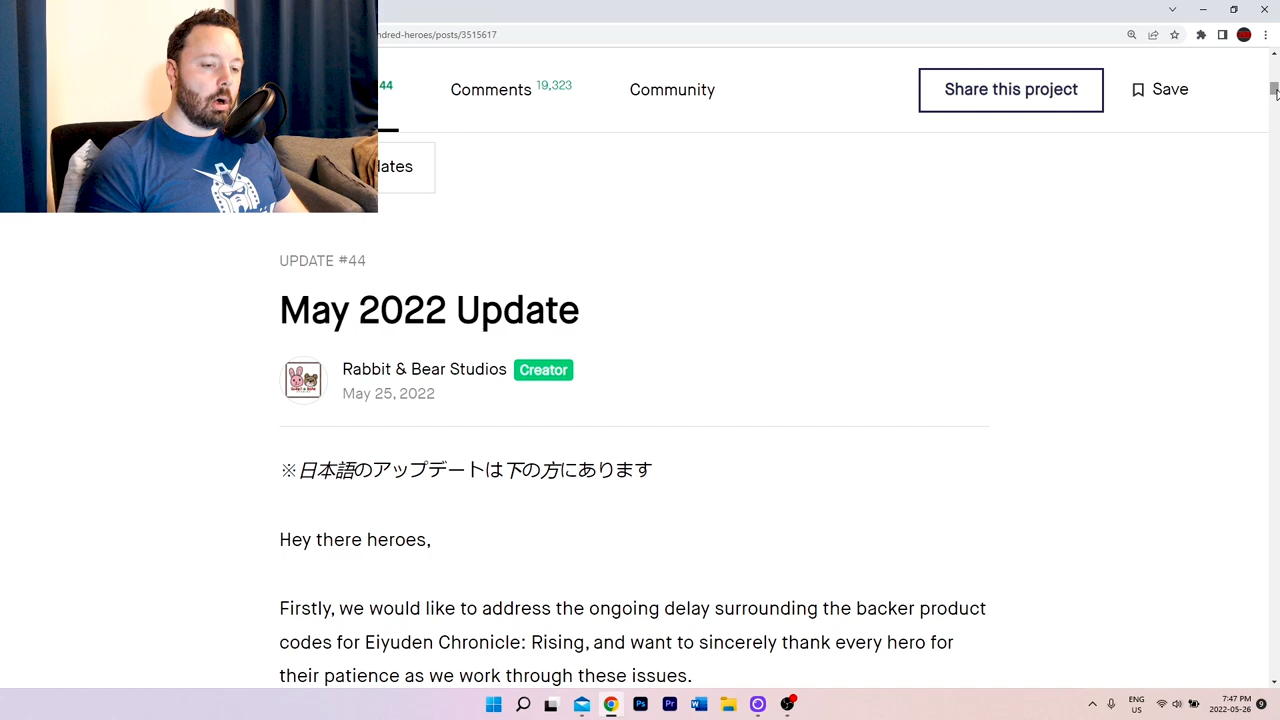 ndred-heroes/posts/3515617
44
Comments 19,323
Community
Share this project
Save
dates
UPDATE #44
May 2022 Update
Rabbit & Bear Studios Creator
May 25, 2022
※日本語のアップデートは下の方にあります
Hey there heroes,
Firstly, we would like to address the ongoing delay surrounding the backer product
codes for Eiyuden Chronicle: Rising, and want to sincerely thank every hero for
their patience as we work through these issues.
ENG
US
7:47 PM
2022-05-26